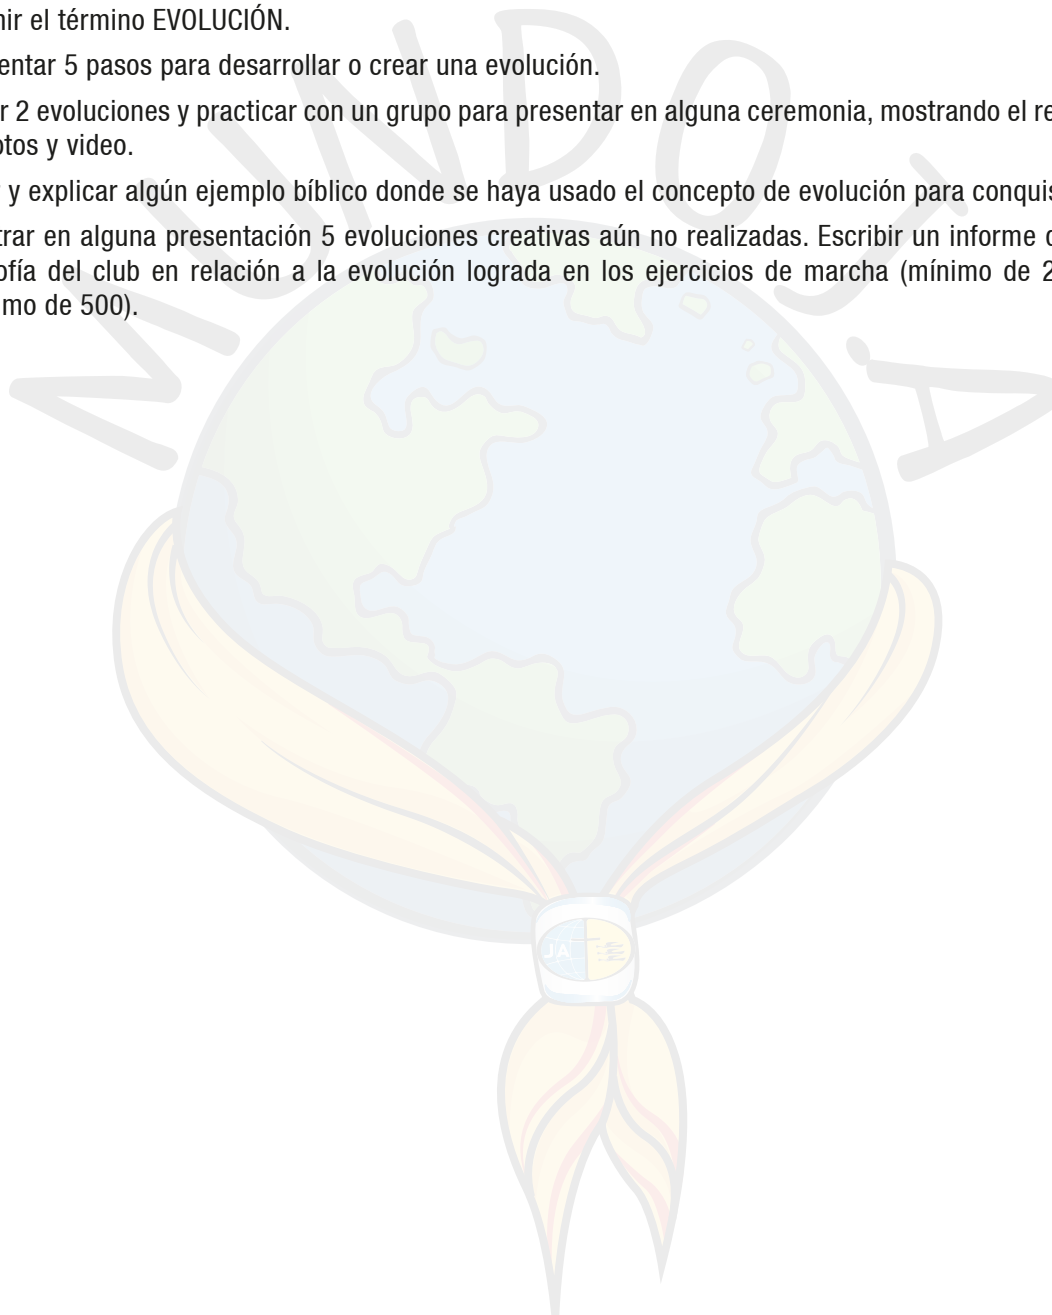 nir el término EVOLUCIÓN.
entar 5 pasos para desarrollar o crear una evolución.
r 2 evoluciones y practicar con un grupo para presentar en alguna ceremonia, mostrando el re
otos y video.
y explicar algún ejemplo bíblico donde se haya usado el concepto de evolución para conquis
trar en alguna presentación 5 evoluciones creativas aún no realizadas. Escribir un informe
ofía del club en relación a la evolución lograda en los ejercicios de marcha (mínimo de 2
mo de 500).
MUNDO JA
JA